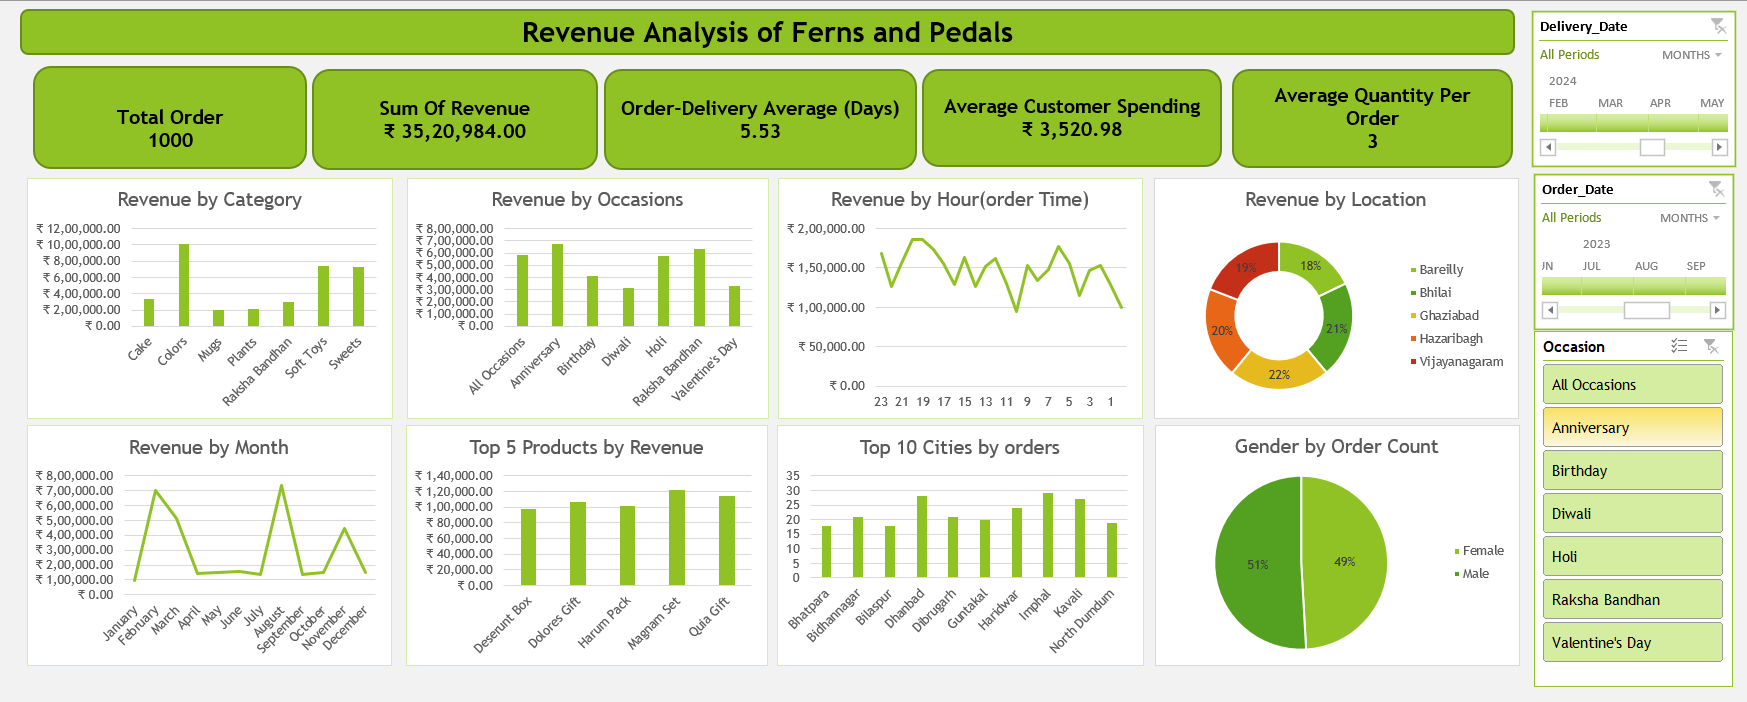 Revenue Analysis of Ferns and Pedals
Total Order
1000
Sum Of Revenue
₹ 35,20,984.00
Order-Delivery Average (Days)
5.53
Average Customer Spending
₹ 3,520.98
Average Quantity Per
Order
3
Revenue by Category
₹ 12,00,000.00
₹ 10,00,000.00
₹ 8,00,000.00
₹ 6,00,000.00
₹ 4,00,000.00
₹ 2,00,000.00
₹ 0.00
Cake
Colors
Mugs
Plants
Raksha Bandhan
Soft Toys
Sweets
Revenue by Occasions
₹ 8,00,000.00
₹ 7,00,000.00
₹ 6,00,000.00
₹ 5,00,000.00
₹ 4,00,000.00
₹ 3,00,000.00
₹ 2,00,000.00
₹ 1,00,000.00
₹ 0.00
All Occasions
Anniversary
Birthday
Diwali
Holi
Raksha Bandhan
Valentine's Day
Revenue by Hour(order Time)
₹ 2,00,000.00
₹ 1,50,000.00
₹ 1,00,000.00
₹ 50,000.00
₹ 0.00
23 21 19 17 15 13 11 9 7 5 3 1
Revenue by Location
19%
18%
20%
21%
22%
Bareilly
Bhilai
Ghaziabad
Hazaribagh
Vijayanagaram
Revenue by Month
₹ 8,00,000.00
₹ 7,00,000.00
₹ 6,00,000.00
₹ 5,00,000.00
₹ 4,00,000.00
₹ 3,00,000.00
₹ 2,00,000.00
₹ 1,00,000.00
₹ 0.00
January
February
March
April
May
June
July
August
September
October
November
December
Top 5 Products by Revenue
₹ 1,40,000.00
₹ 1,20,000.00
₹ 1,00,000.00
₹ 80,000.00
₹ 60,000.00
₹ 40,000.00
₹ 20,000.00
₹ 0.00
Deserunt Box
Dolores Gift
Harum Pack
Magnam Set
Quia Gift
Top 10 Cities by orders
35
30
25
20
15
10
5
0
Bhatpara
Bidhannagar
Bilaspur
Dhanbad
Dibrugarh
Guntakal
Haridwar
Imphal
Kavali
North Dumdum
Gender by Order Count
51%
49%
Female
Male
Delivery_Date
All Periods
MONTHS
2024
FEB MAR APR MAY
Order_Date
All Periods
MONTHS
2023
JN JUL AUG SEP
Occasion
All Occasions
Anniversary
Birthday
Diwali
Holi
Raksha Bandhan
Valentine's Day